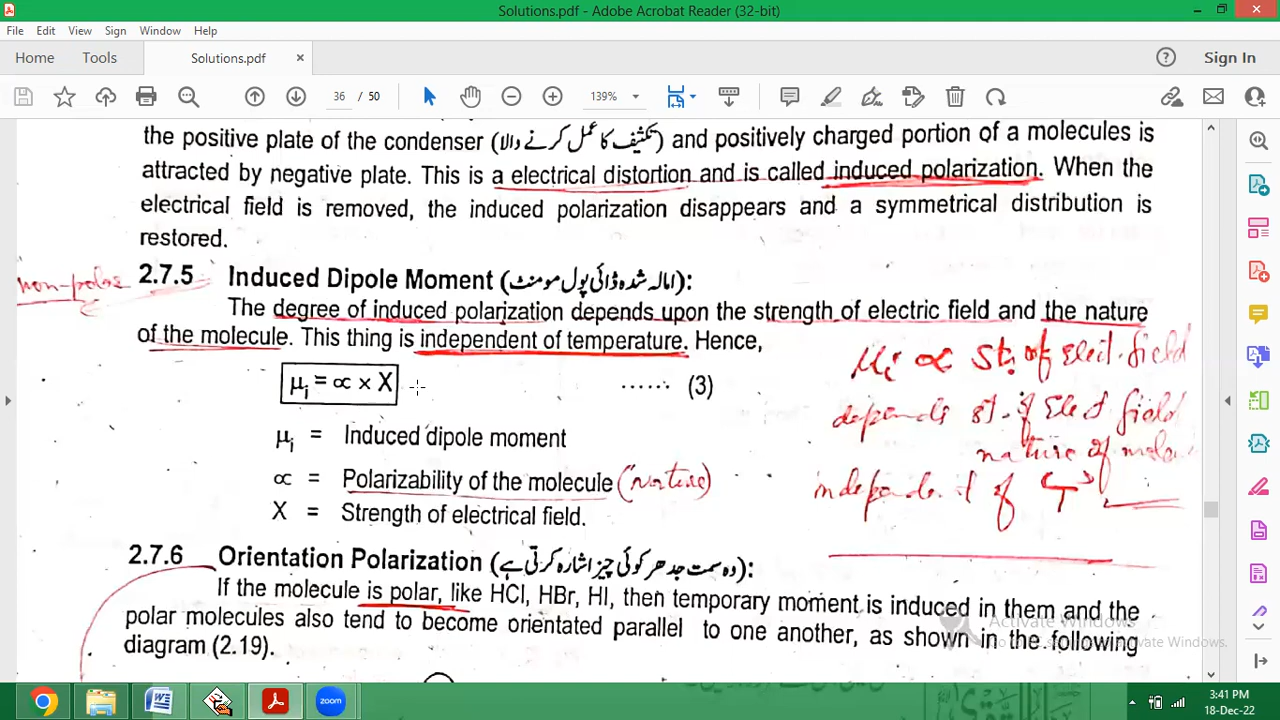 Solutions.pdf - Adobe Acrobat Reader (32-bit)
File Edit View Sign Window Help
Home Tools Solutions.pdf × Sign In
36 / 50 139%
the positive plate of the condenser (تکثیف کا عمل کرنے والا) and positively charged portion of a molecules is
attracted by negative plate. This is a electrical distortion and is called induced polarization. When the
electrical field is removed, the induced polarization disappears and a symmetrical distribution is
restored.
non-polar
2.7.5 Induced Dipole Moment (امالہ شدہ ڈائی پول مومنٹ):
The degree of induced polarization depends upon the strength of electric field and the nature
of the molecule. This thing is independent of temperature. Hence,
μi = ∝ × X ...... (3)
μi ∝ St. of Elect. field
depends st. of Elect field
nature of molec
independent of T
μi = Induced dipole moment
∝ = Polarizability of the molecule (nature)
X = Strength of electrical field.
2.7.6 Orientation Polarization (وہ سمت جدھر کوئی چیز اشارہ کرتی ہے):
If the molecule is polar, like HCl, HBr, HI, then temporary moment is induced in them and the
polar molecules also tend to become orientated parallel to one another, as shown in the following
diagram (2.19).
Activate Windows
Go to Settings to activate Windows.
zoom
3:41 PM
18-Dec-22